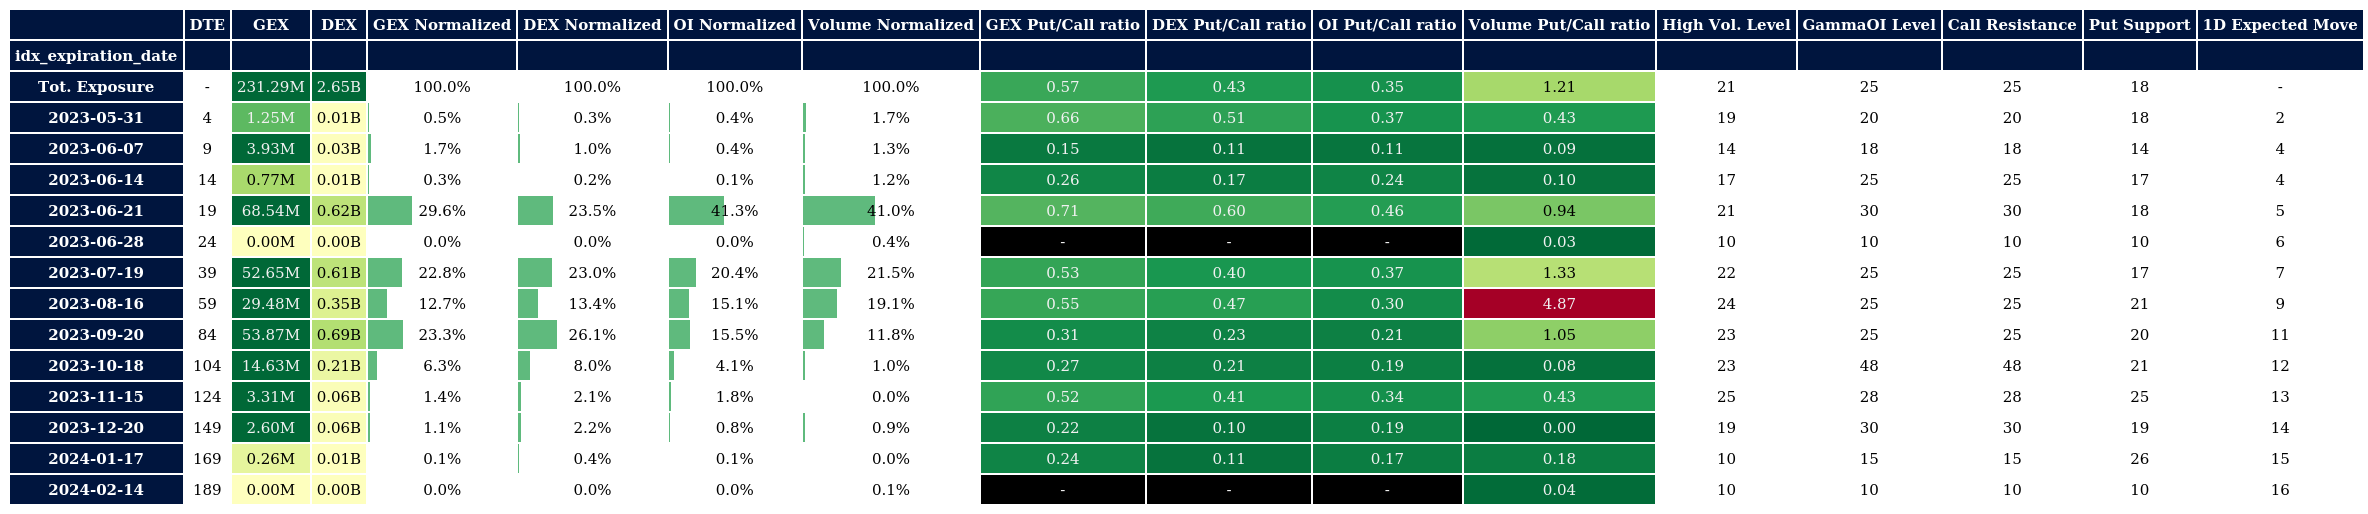 DTE GEX DEX GEX Normalized DEX Normalized OI Normalized Volume Normalized GEX Put/Call ratio DEX Put/Call ratio OI Put/Call ratio Volume Put/Call ratio High Vol. Level GammaOI Level Call Resistance Put Support 1D Expected Move
idx_expiration_date
Tot. Exposure - 231.29M 2.65B 100.0% 100.0% 100.0% 100.0% 0.57 0.43 0.35 1.21 21 25 25 18 -
2023-05-31 4 1.25M 0.01B 0.5% 0.3% 0.4% 1.7% 0.66 0.51 0.37 0.43 19 20 20 18 2
2023-06-07 9 3.93M 0.03B 1.7% 1.0% 0.4% 1.3% 0.15 0.11 0.11 0.09 14 18 18 14 4
2023-06-14 14 0.77M 0.01B 0.3% 0.2% 0.1% 1.2% 0.26 0.17 0.24 0.10 17 25 25 17 4
2023-06-21 19 68.54M 0.62B 29.6% 23.5% 41.3% 41.0% 0.71 0.60 0.46 0.94 21 30 30 18 5
2023-06-28 24 0.00M 0.00B 0.0% 0.0% 0.0% 0.4% - - - 0.03 10 10 10 10 6
2023-07-19 39 52.65M 0.61B 22.8% 23.0% 20.4% 21.5% 0.53 0.40 0.37 1.33 22 25 25 17 7
2023-08-16 59 29.48M 0.35B 12.7% 13.4% 15.1% 19.1% 0.55 0.47 0.30 4.87 24 25 25 21 9
2023-09-20 84 53.87M 0.69B 23.3% 26.1% 15.5% 11.8% 0.31 0.23 0.21 1.05 23 25 25 20 11
2023-10-18 104 14.63M 0.21B 6.3% 8.0% 4.1% 1.0% 0.27 0.21 0.19 0.08 23 48 48 21 12
2023-11-15 124 3.31M 0.06B 1.4% 2.1% 1.8% 0.0% 0.52 0.41 0.34 0.43 25 28 28 25 13
2023-12-20 149 2.60M 0.06B 1.1% 2.2% 0.8% 0.9% 0.22 0.10 0.19 0.00 19 30 30 19 14
2024-01-17 169 0.26M 0.01B 0.1% 0.4% 0.1% 0.0% 0.24 0.11 0.17 0.18 10 15 15 26 15
2024-02-14 189 0.00M 0.00B 0.0% 0.0% 0.0% 0.1% - - - 0.04 10 10 10 10 16